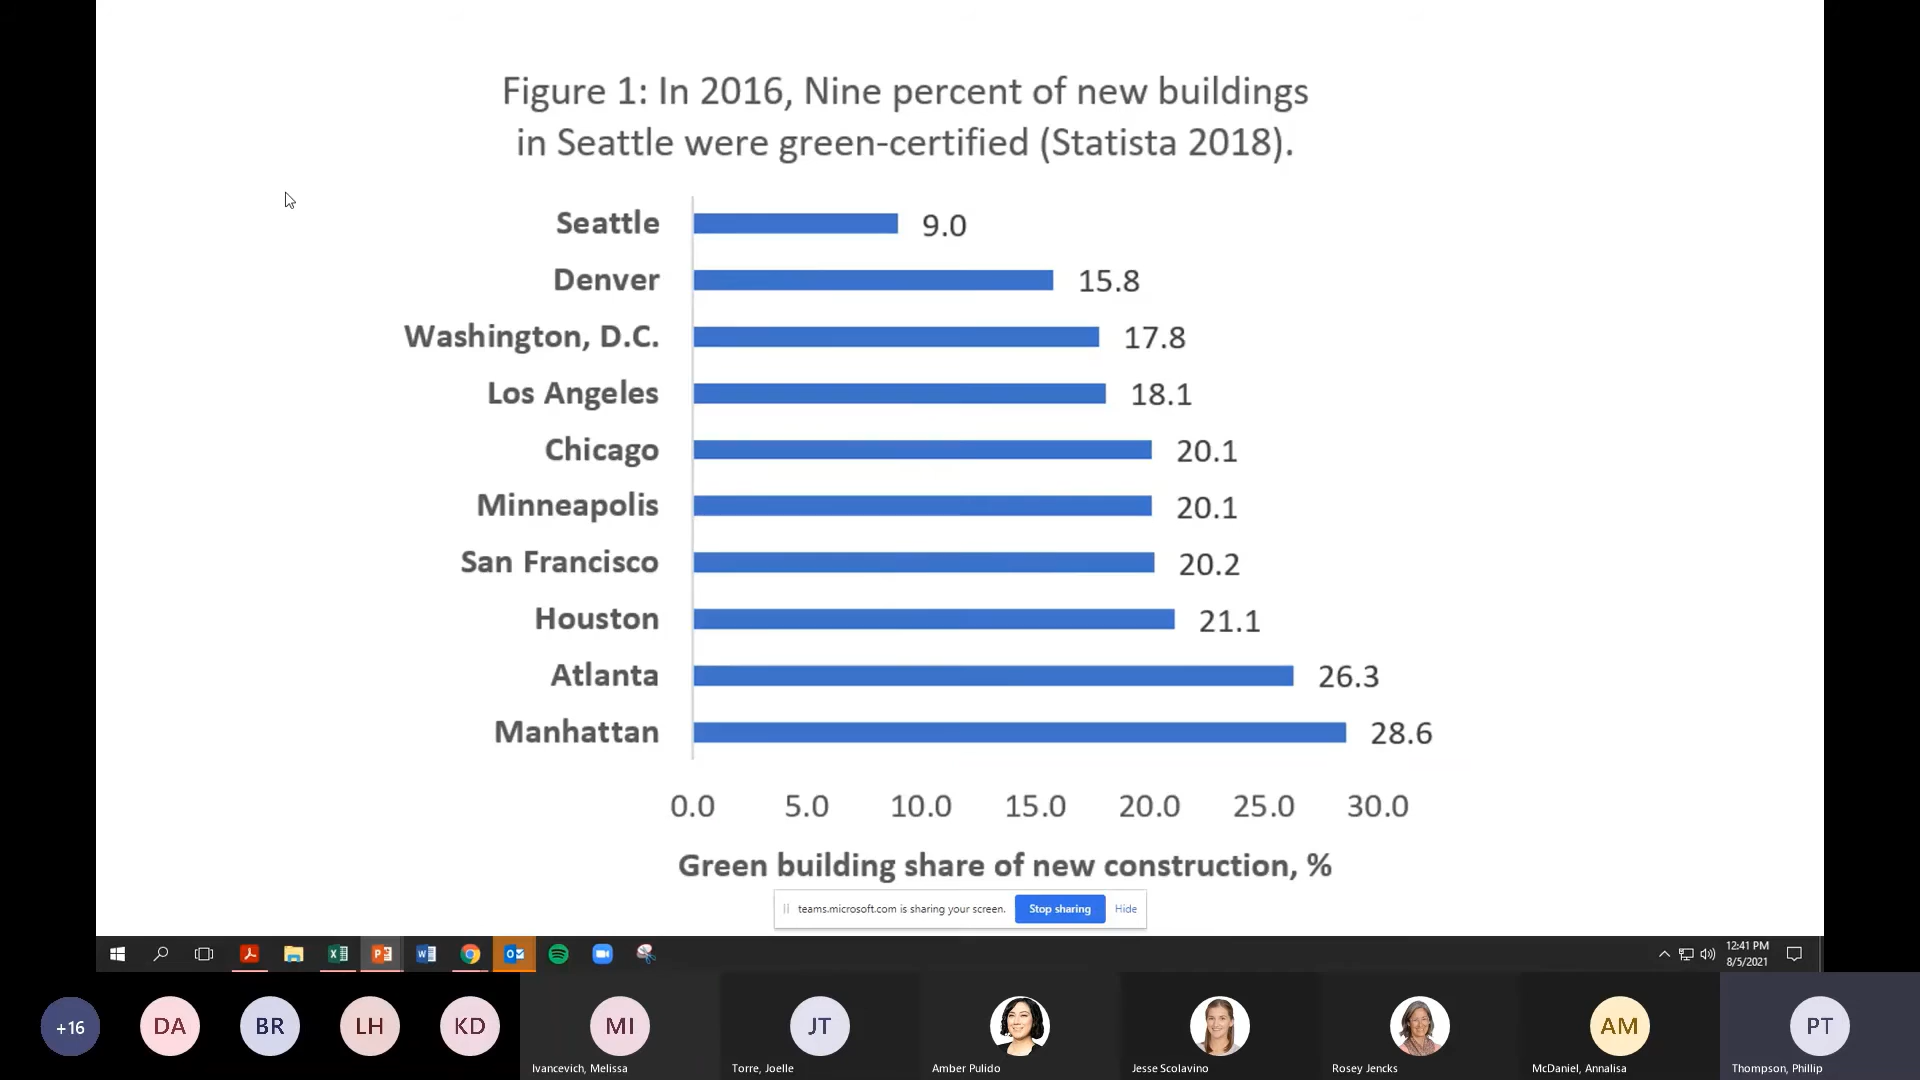 Figure 1: In 2016, Nine percent of new buildings
in Seattle were green-certified (Statista 2018).
Seattle 9.0
Denver 15.8
Washington, D.C. 17.8
Los Angeles 18.1
Chicago 20.1
Minneapolis 20.1
San Francisco 20.2
Houston 21.1
Atlanta 26.3
Manhattan 28.6
0.0 5.0 10.0 15.0 20.0 25.0 30.0
Green building share of new construction, %
teams.microsoft.com is sharing your screen. Stop sharing Hide
12:41 PM
8/5/2021
+16 DA BR LH KD MI JT AM PT
Ivancevich, Melissa Torre, Joelle Amber Pulido Jesse Scolavino Rosey Jencks McDaniel, Annalisa Thompson, Phillip